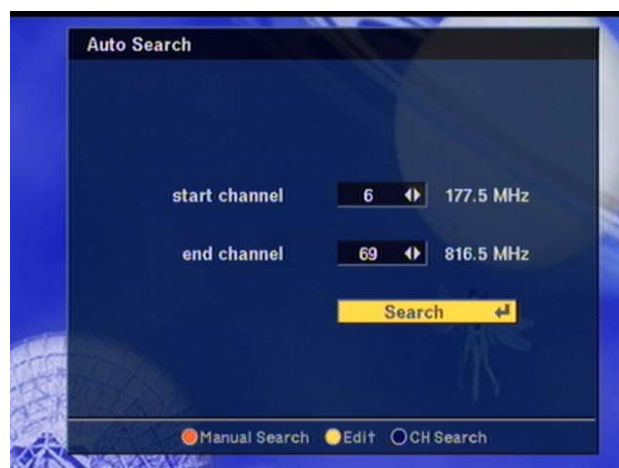 Auto Search
start channel 6 177.5 MHz
end channel 69 816.5 MHz
Search
Manual Search Edit CH Search